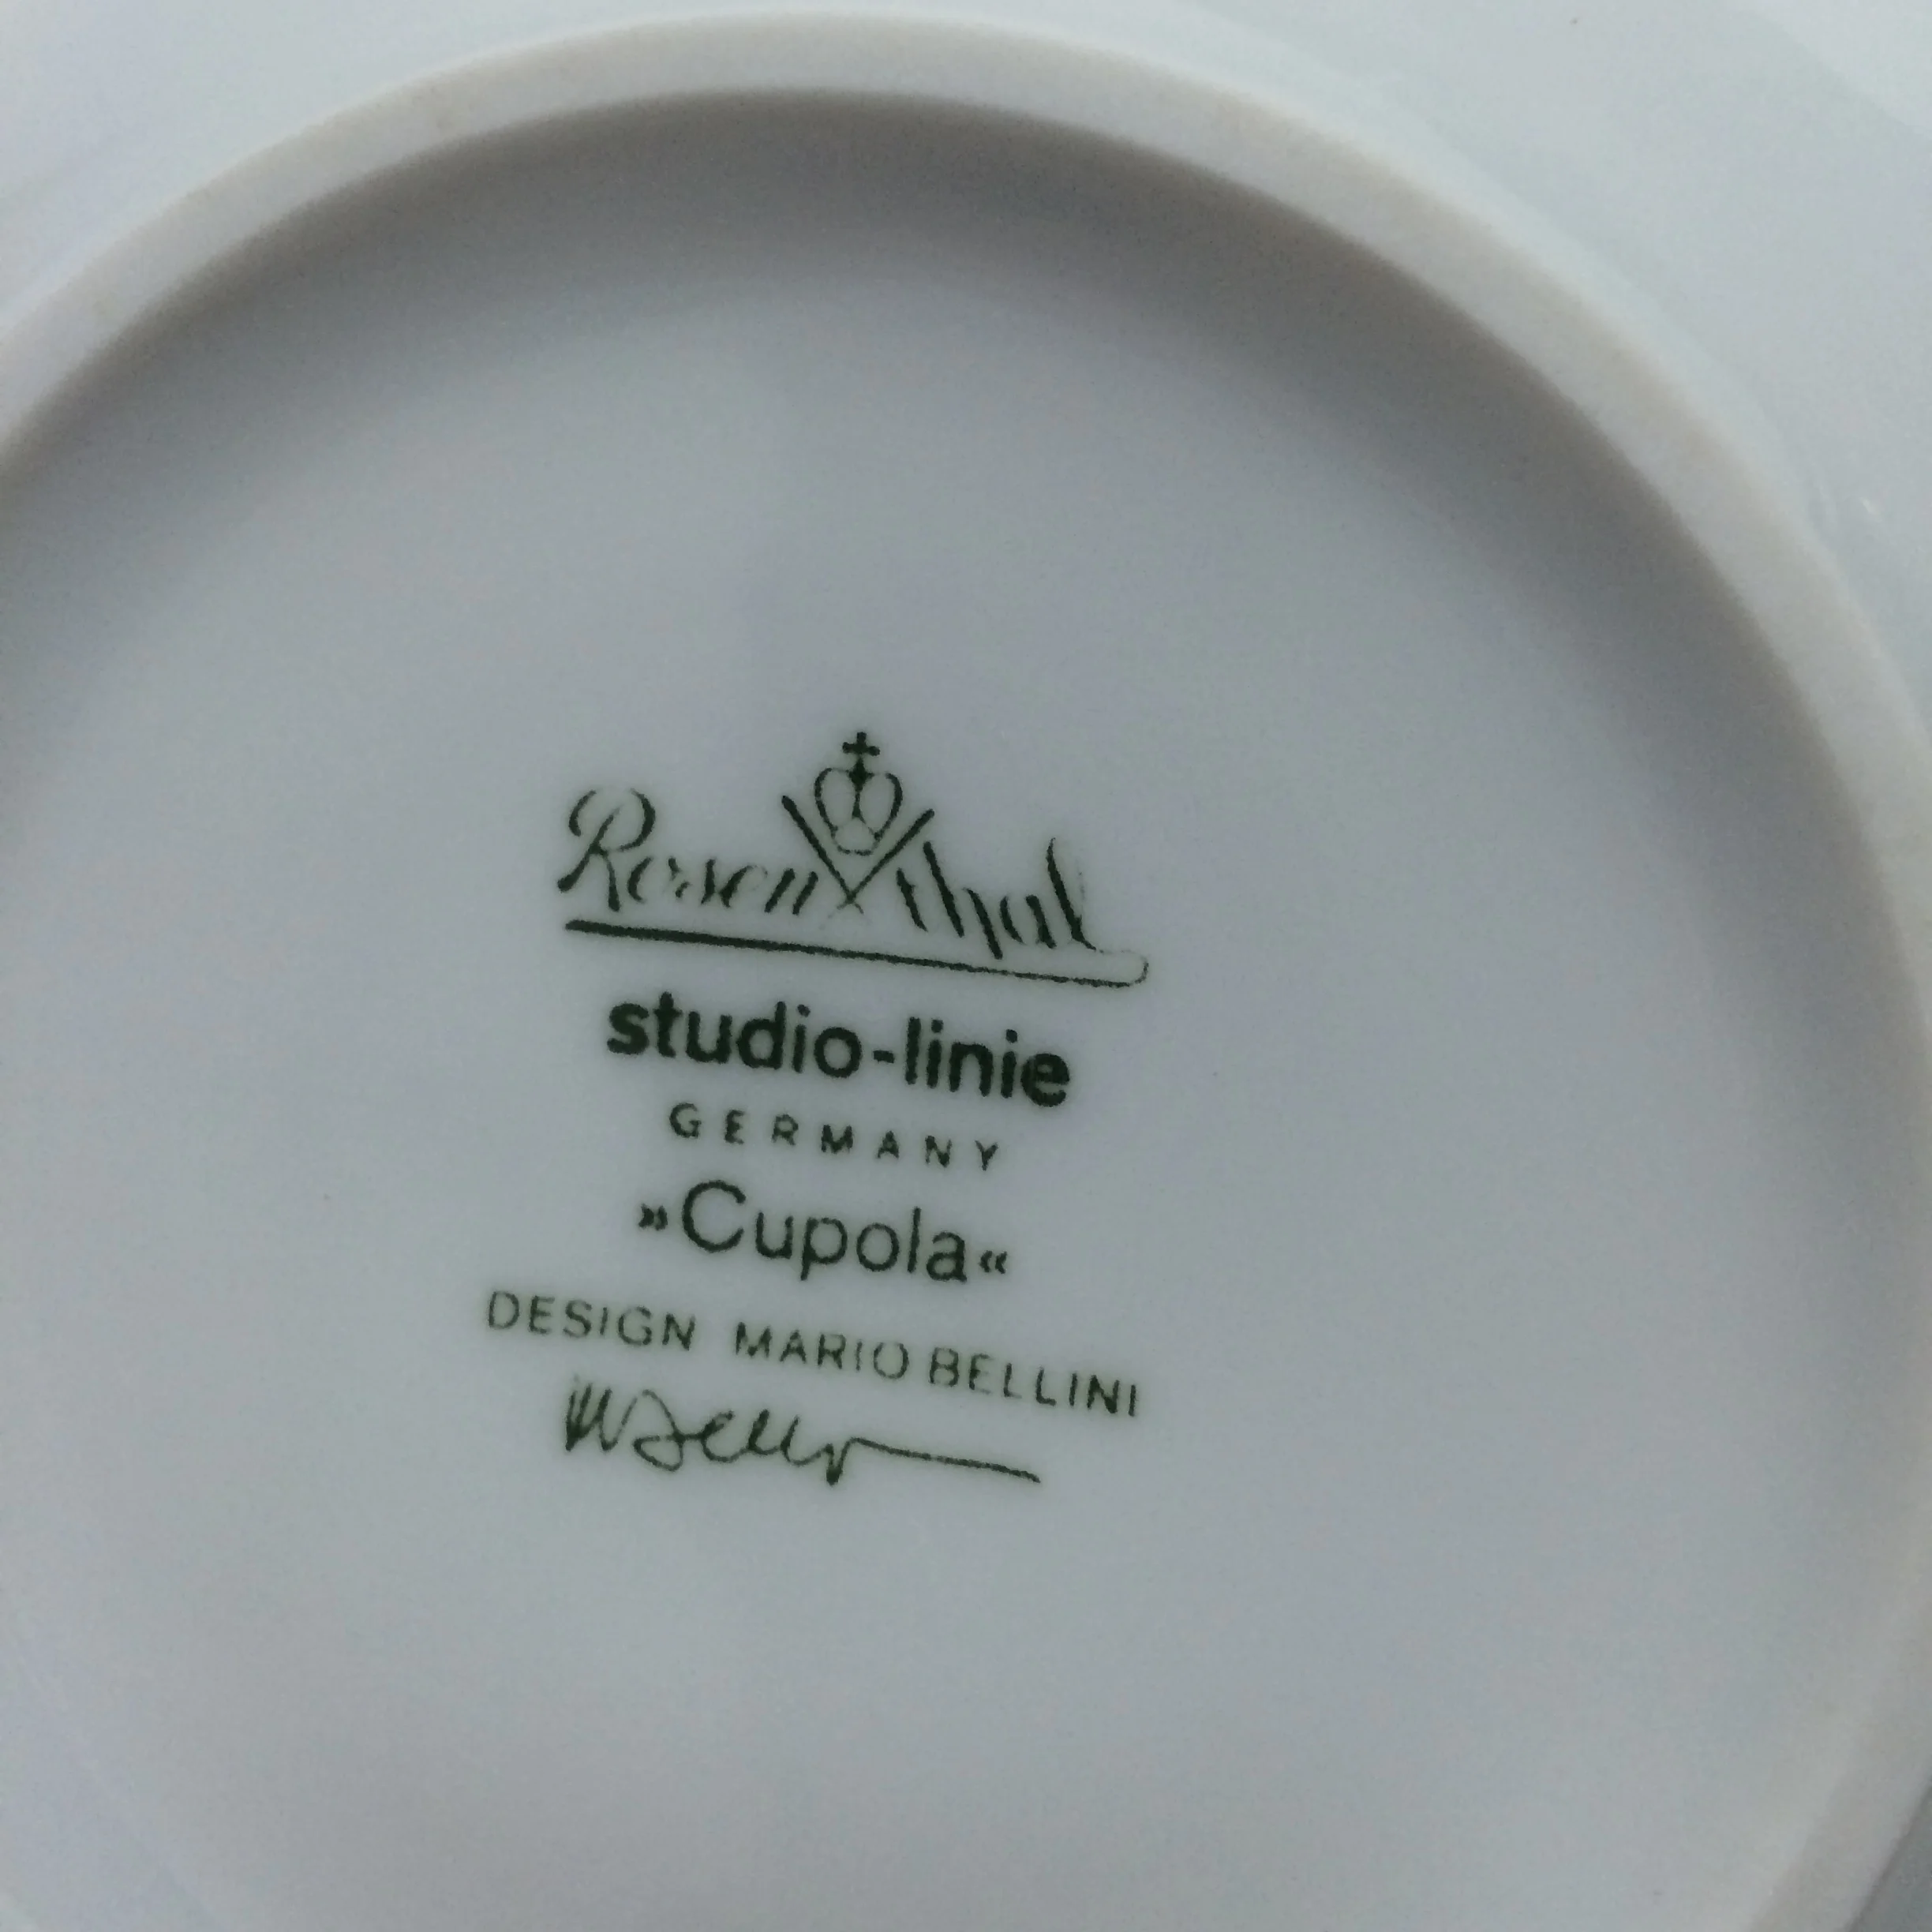 Rosenthal
studio-linie
GERMANY
»Cupola«
DESIGN MARIO BELLINI